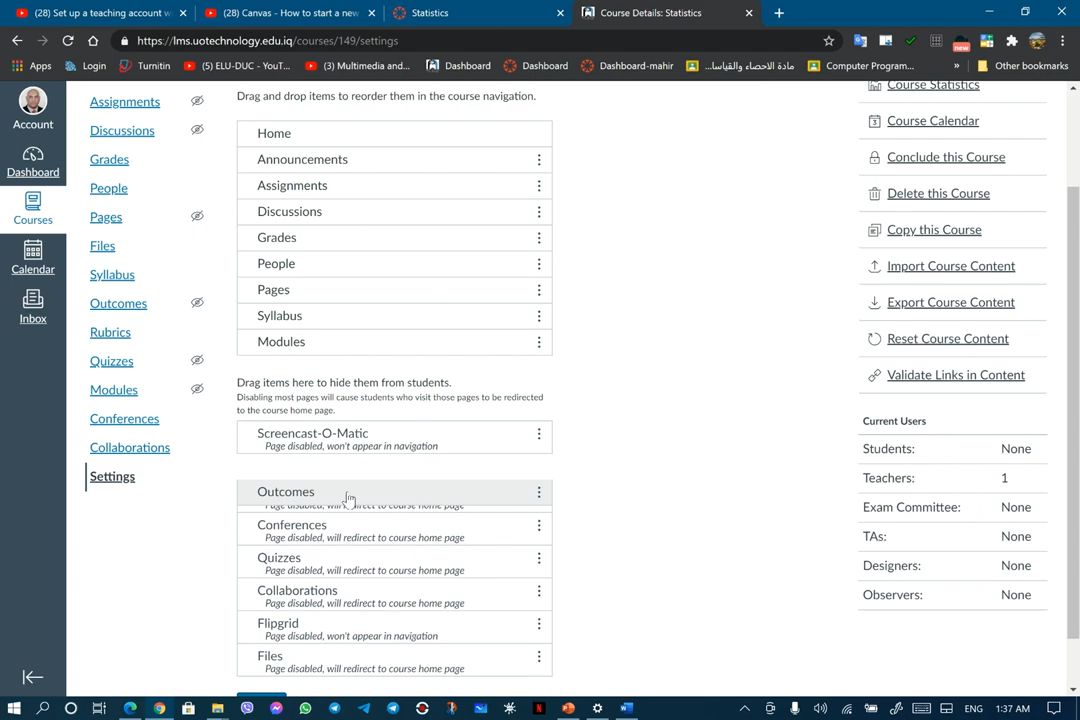 (28) Set up a teaching account w
(28) Canvas - How to start a new
Statistics
Course Details: Statistics
https://lms.uotechnology.edu.iq/courses/149/settings
new
Apps
Login
Turnitin
(5) ELU-DUC - YouT...
(3) Multimedia and...
Dashboard
Dashboard
Dashboard-mahir
مادة الاحصاء والقياسا...
Computer Program...
»
Other bookmarks
Account
Dashboard
Courses
Calendar
Inbox
Assignments
Discussions
Grades
People
Pages
Files
Syllabus
Outcomes
Rubrics
Quizzes
Modules
Conferences
Collaborations
Settings
Drag and drop items to reorder them in the course navigation.
Home
Announcements
Assignments
Discussions
Grades
People
Pages
Syllabus
Modules
Drag items here to hide them from students.
Disabling most pages will cause students who visit those pages to be redirected
to the course home page.
Screencast-O-Matic
Page disabled, won't appear in navigation
Outcomes
Page disabled, will redirect to course home page
Conferences
Page disabled, will redirect to course home page
Quizzes
Page disabled, will redirect to course home page
Collaborations
Page disabled, will redirect to course home page
Flipgrid
Page disabled, won't appear in navigation
Files
Page disabled, will redirect to course home page
Course Statistics
Course Calendar
Conclude this Course
Delete this Course
Copy this Course
Import Course Content
Export Course Content
Reset Course Content
Validate Links in Content
Current Users
Students: None
Teachers: 1
Exam Committee: None
TAs: None
Designers: None
Observers: None
ENG
1:37 AM